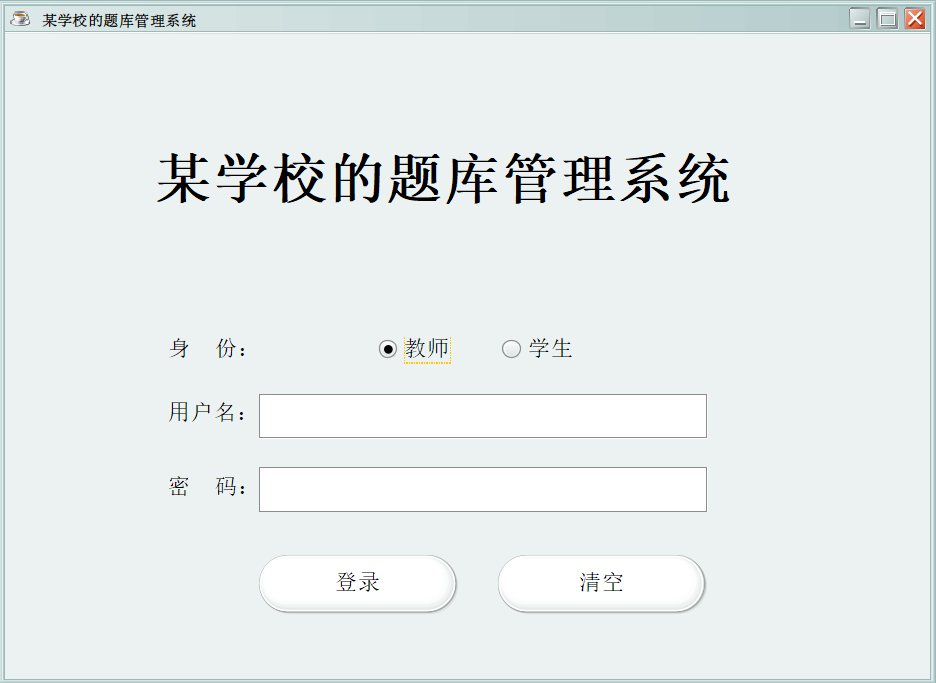 某学校的题库管理系统
某学校的题库管理系统
身 份： 教师 学生
用户名：
密 码：
登录 清空